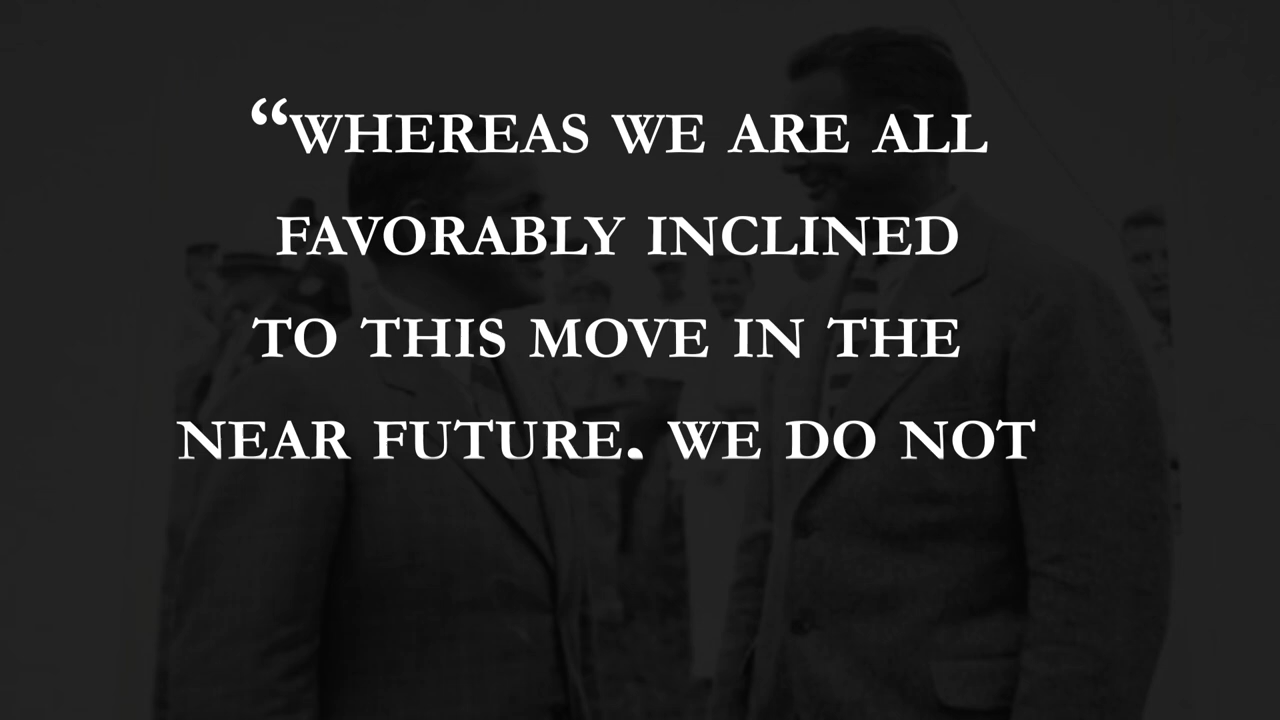 “WHEREAS WE ARE ALL
FAVORABLY INCLINED
TO THIS MOVE IN THE
NEAR FUTURE. WE DO NOT